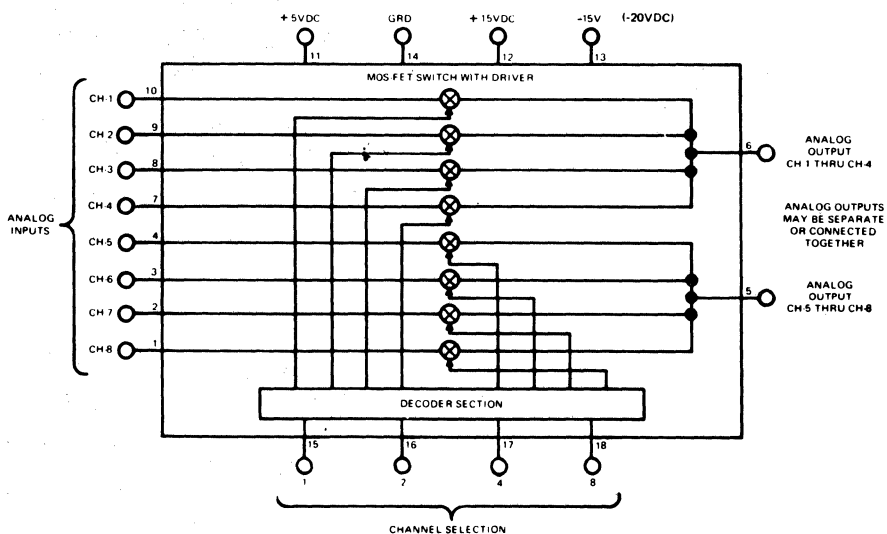 + 5VDC GRD + 15VDC -15V (-20VDC)
11 14 12 13
MOS-FET SWITCH WITH DRIVER
CH-1 10
CH 2 9
CH-3 8
CH-4 7
CH-5 4
CH-6 3
CH 7 2
CH-8 1
ANALOG
INPUTS
6
ANALOG
OUTPUT
CH 1 THRU CH-4
ANALOG OUTPUTS
MAY BE SEPARATE
OR CONNECTED
TOGETHER
5
ANALOG
OUTPUT
CH-5 THRU CH-8
DECODER SECTION
15 16 17 18
1 2 4 8
CHANNEL SELECTION